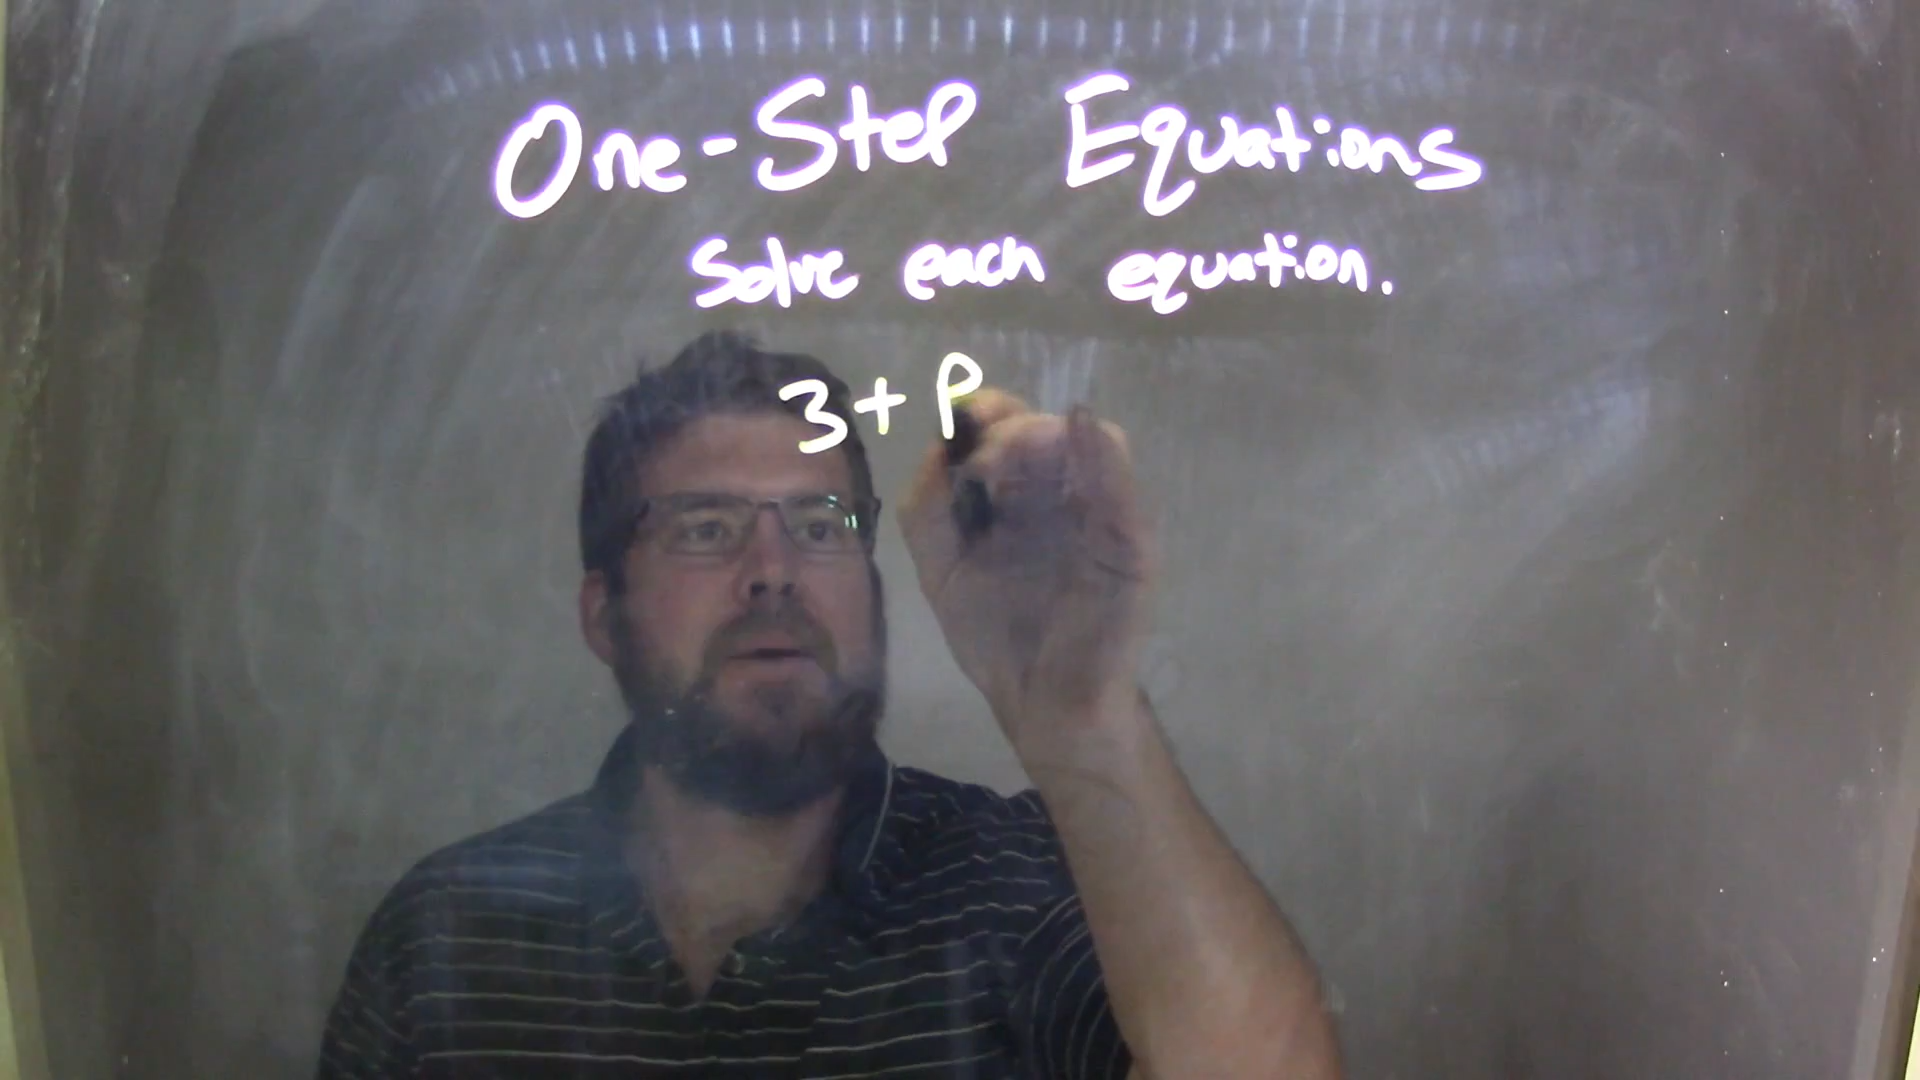 One-Step Equations
Solve each equation.
3 + P